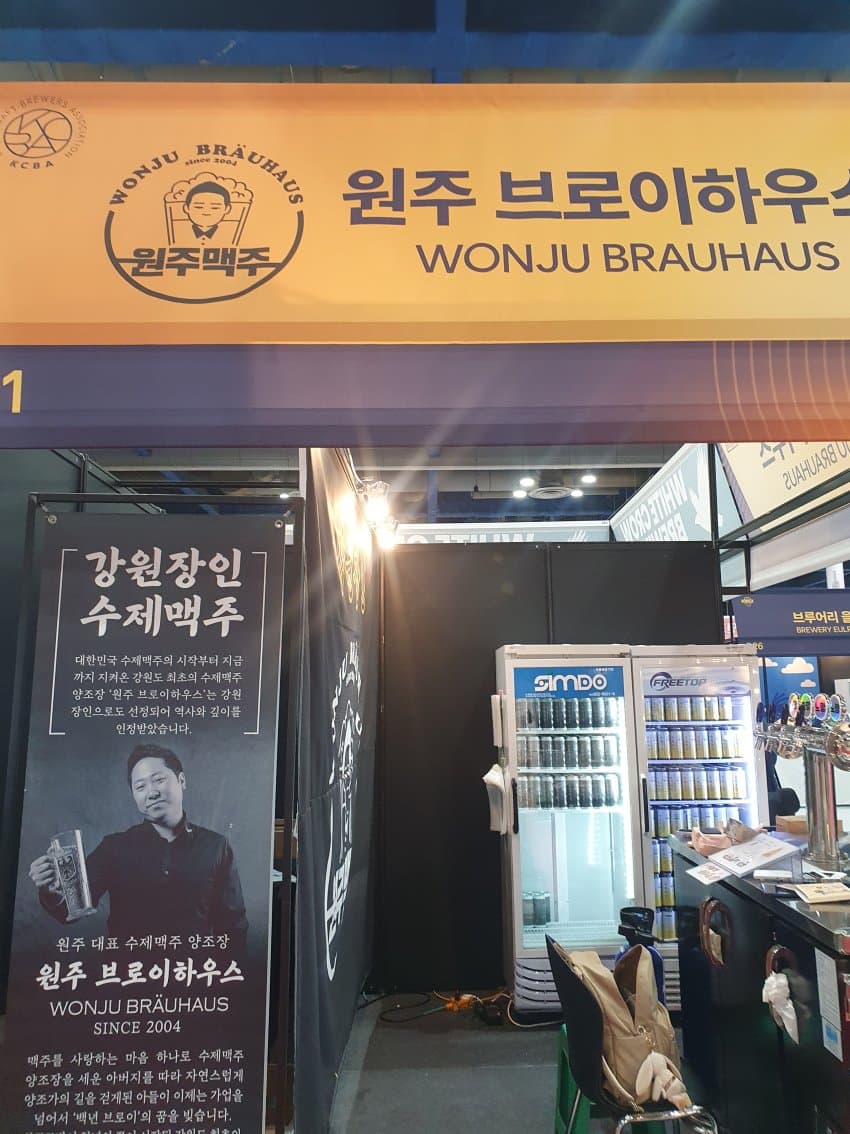 CRAFT BREWERS ASSOCIATION
KCBA
WONJU BRÄUHAUS
since 2004
원주맥주
원주 브로이하우스
WONJU BRAUHAUS
1
강원장인
수제맥주
대한민국 수제맥주의 시작부터 지금
까지 지켜온 강원도 최초의 수제맥주
양조장 '원주 브로이하우스'는 강원
장인으로도 선정되어 역사와 깊이를
인정받았습니다.
원주 대표 수제맥주 양조장
원주 브로이하우스
WONJU BRÄUHAUS
SINCE 2004
맥주를 사랑하는 마음 하나로 수제맥주
양조장을 세운 아버지를 따라 자연스럽게
양조가의 길을 걷게된 아들이 이제는 가업을
넘어서 '백년 브로이'의 꿈을 빚습니다.
WHITE CROW
SIMDO
FREETOP
브루어리 을
BREWERY EUL
26